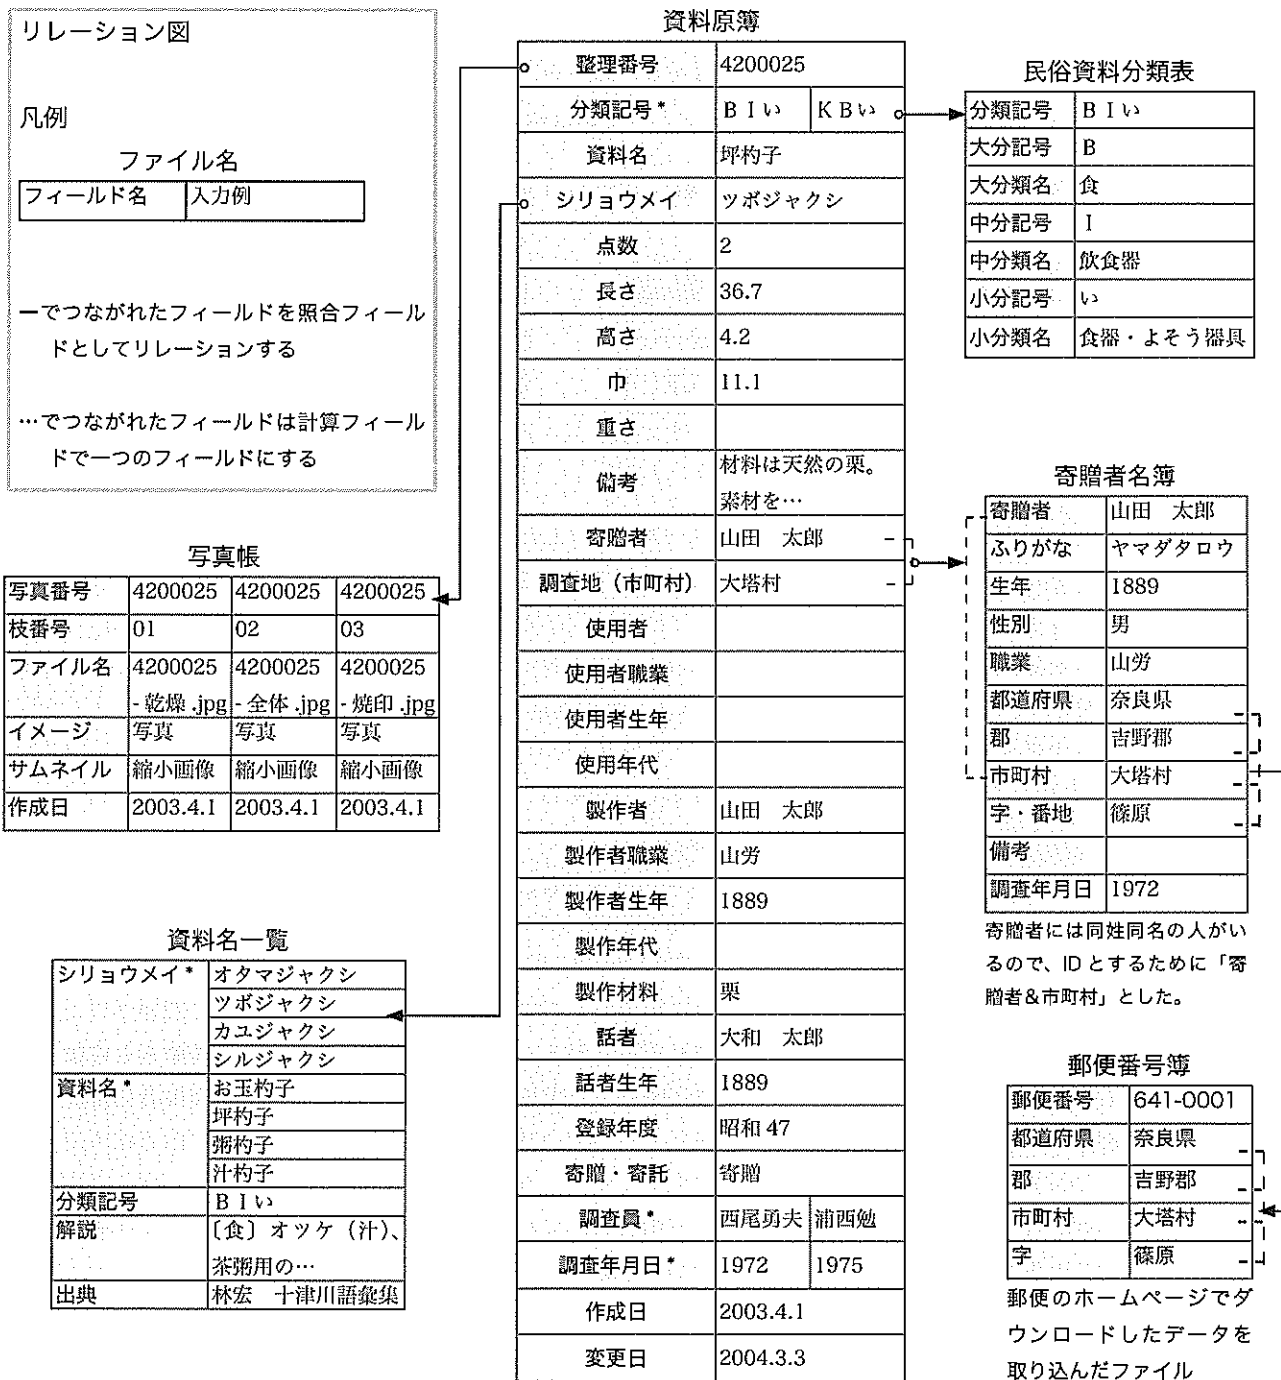 リレーション図
凡例
ファイル名
フィールド名 入力例
ーでつながれたフィールドを照合フィール
ドとしてリレーションする
…でつながれたフィールドは計算フィール
ドで一つのフィールドにする
資料原簿
整理番号 4200025
分類記号* BIい KBい
資料名 坪杓子
シリョウメイ ツボジャクシ
点数 2
長さ 36.7
高さ 4.2
巾 11.1
重さ
備考 材料は天然の栗。
素材を…
寄贈者 山田 太郎
調査地（市町村） 大塔村
使用者
使用者職業
使用者生年
使用年代
製作者 山田 太郎
製作者職業 山労
製作者生年 1889
製作年代
製作材料 栗
話者 大和 太郎
話者生年 1889
登録年度 昭和47
寄贈・寄託 寄贈
調査員* 西尾勇夫 浦西勉
調査年月日* 1972 1975
作成日 2003.4.1
変更日 2004.3.3
民俗資料分類表
分類記号 BIい
大分記号 B
大分類名 食
中分記号 I
中分類名 飲食器
小分記号 い
小分類名 食器・よそう器具
写真帳
写真番号 4200025 4200025 4200025
枝番号 01 02 03
ファイル名 4200025 4200025 4200025
-乾燥.jpg -全体.jpg -焼印.jpg
イメージ 写真 写真 写真
サムネイル 縮小画像 縮小画像 縮小画像
作成日 2003.4.1 2003.4.1 2003.4.1
寄贈者名簿
寄贈者 山田 太郎
ふりがな ヤマダタロウ
生年 1889
性別 男
職業 山労
都道府県 奈良県
郡 吉野郡
市町村 大塔村
字・番地 篠原
備考
調査年月日 1972
寄贈者には同姓同名の人がい
るので、IDとするために「寄
贈者&市町村」とした。
資料名一覧
シリョウメイ* オタマジャクシ
ツボジャクシ
カユジャクシ
シルジャクシ
資料名* お玉杓子
坪杓子
粥杓子
汁杓子
分類記号 BIい
解説 〔食〕オツケ（汁）、
茶粥用の…
出典 林宏 十津川語彙集
郵便番号簿
郵便番号 641-0001
都道府県 奈良県
郡 吉野郡
市町村 大塔村
字 篠原
郵便のホームページでダ
ウンロードしたデータを
取り込んだファイル